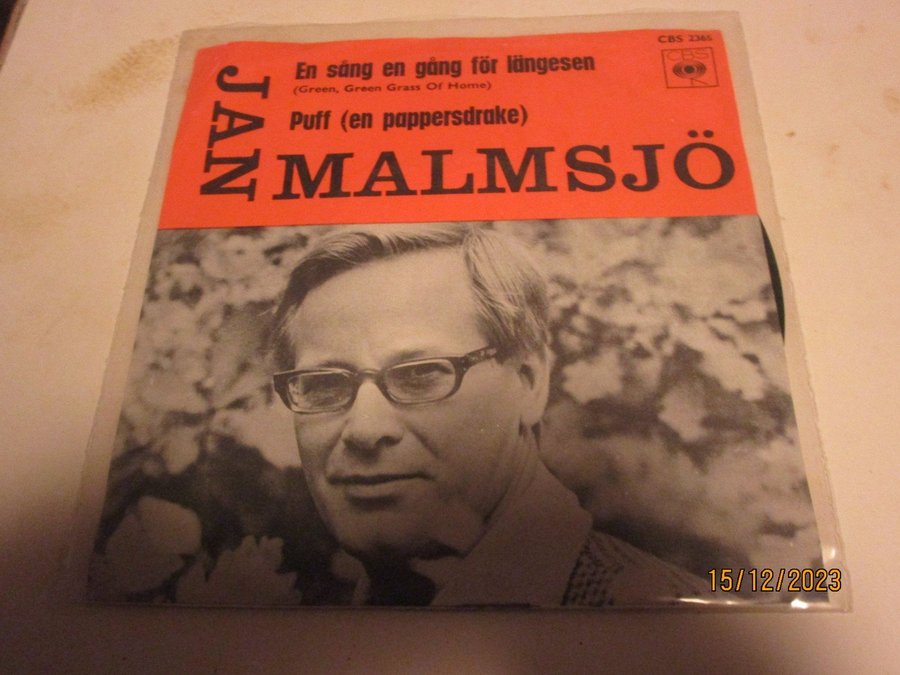 CBS 2365
CBS
En sång en gång för längesen
(Green, Green Grass Of Home)
Puff (en pappersdrake)
JAN
MALMSJÖ
15/12/2023